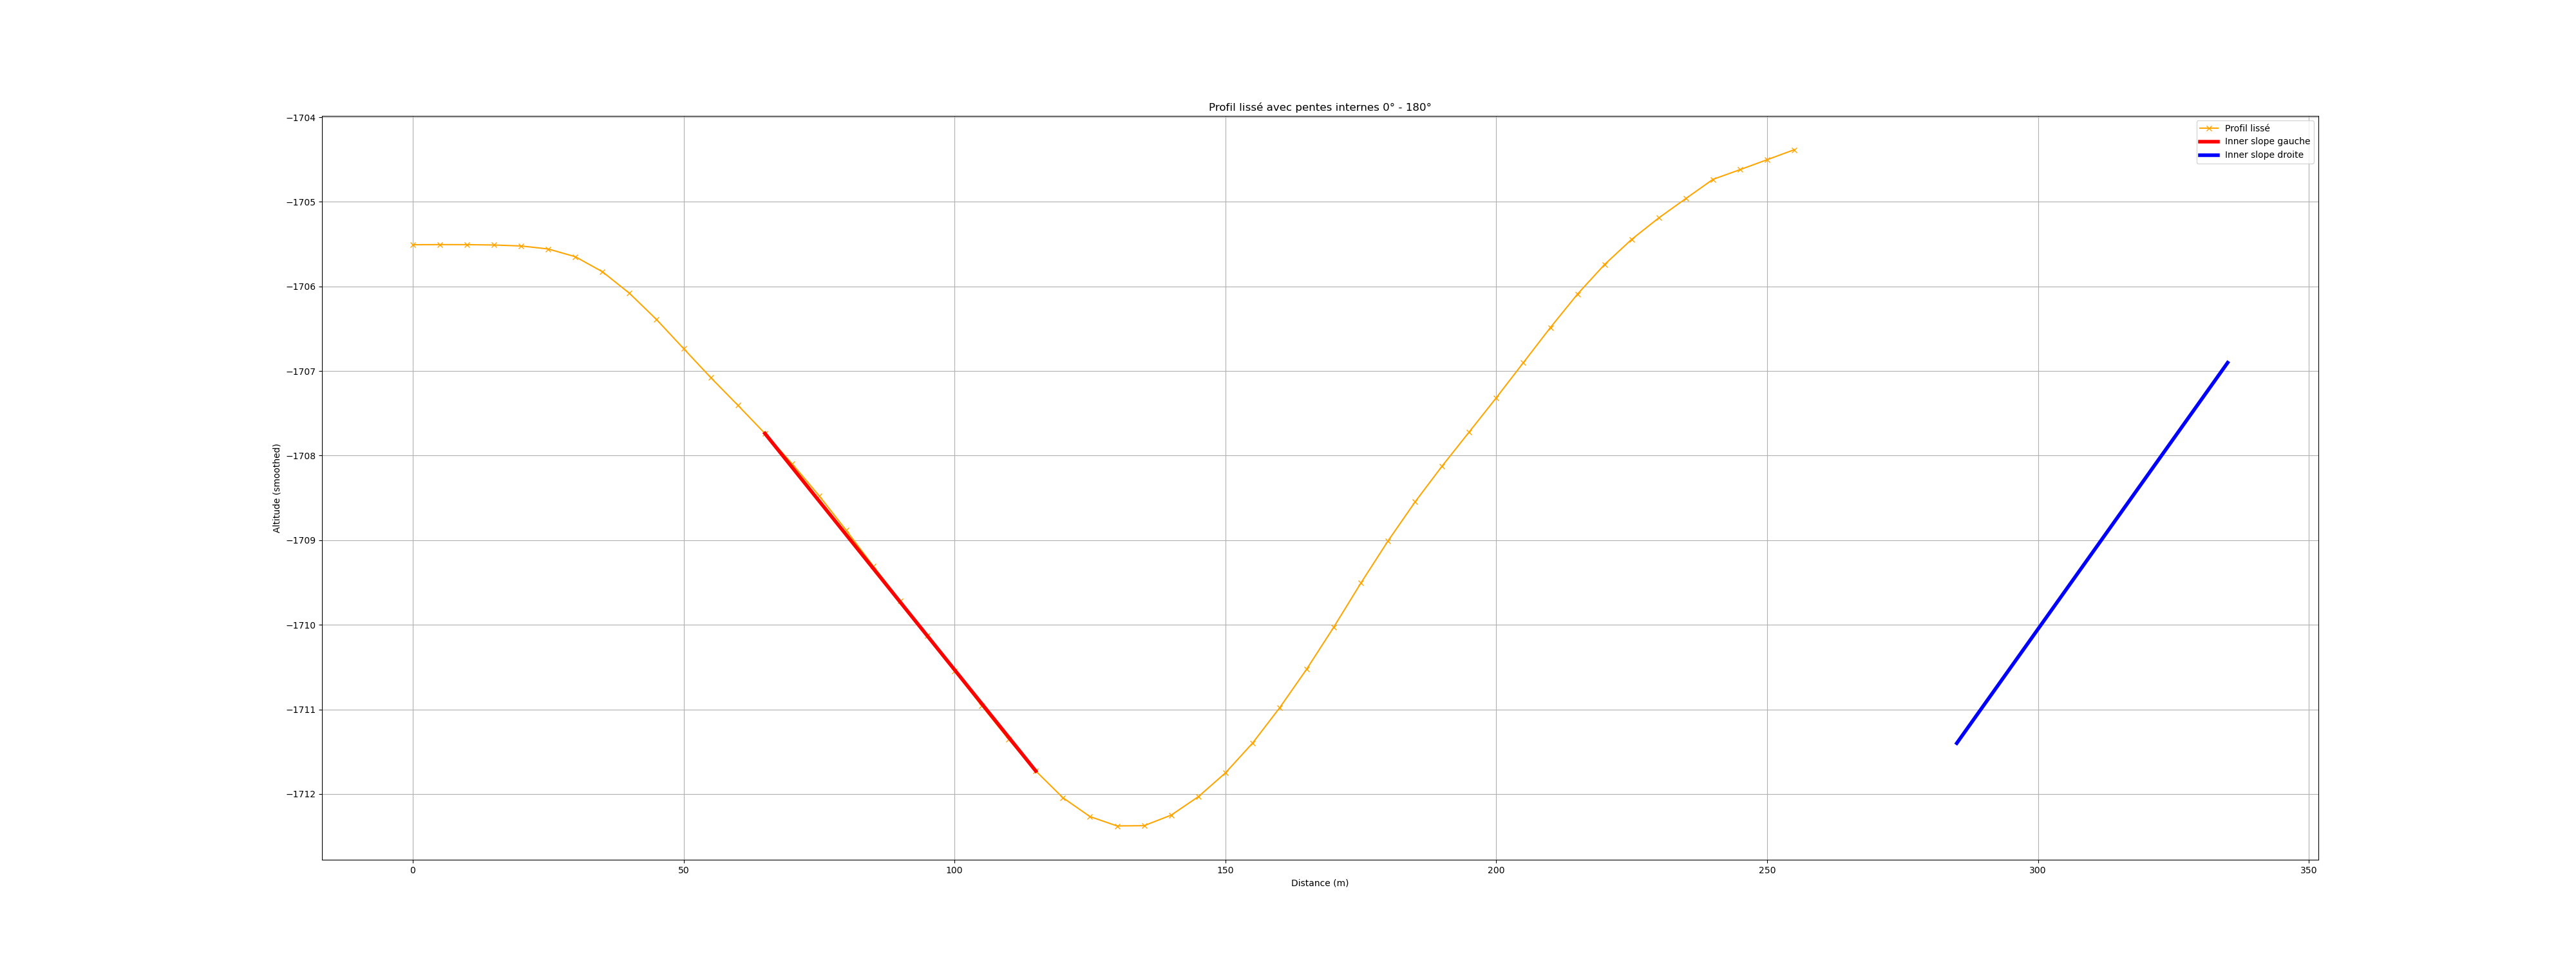 Profil lissé avec pentes internes 0° - 180°
Profil lissé
Inner slope gauche
Inner slope droite
Altitude (smoothed)
−1704
−1705
−1706
−1707
−1708
−1709
−1710
−1711
−1712
0
50
100
150
200
250
300
350
Distance (m)